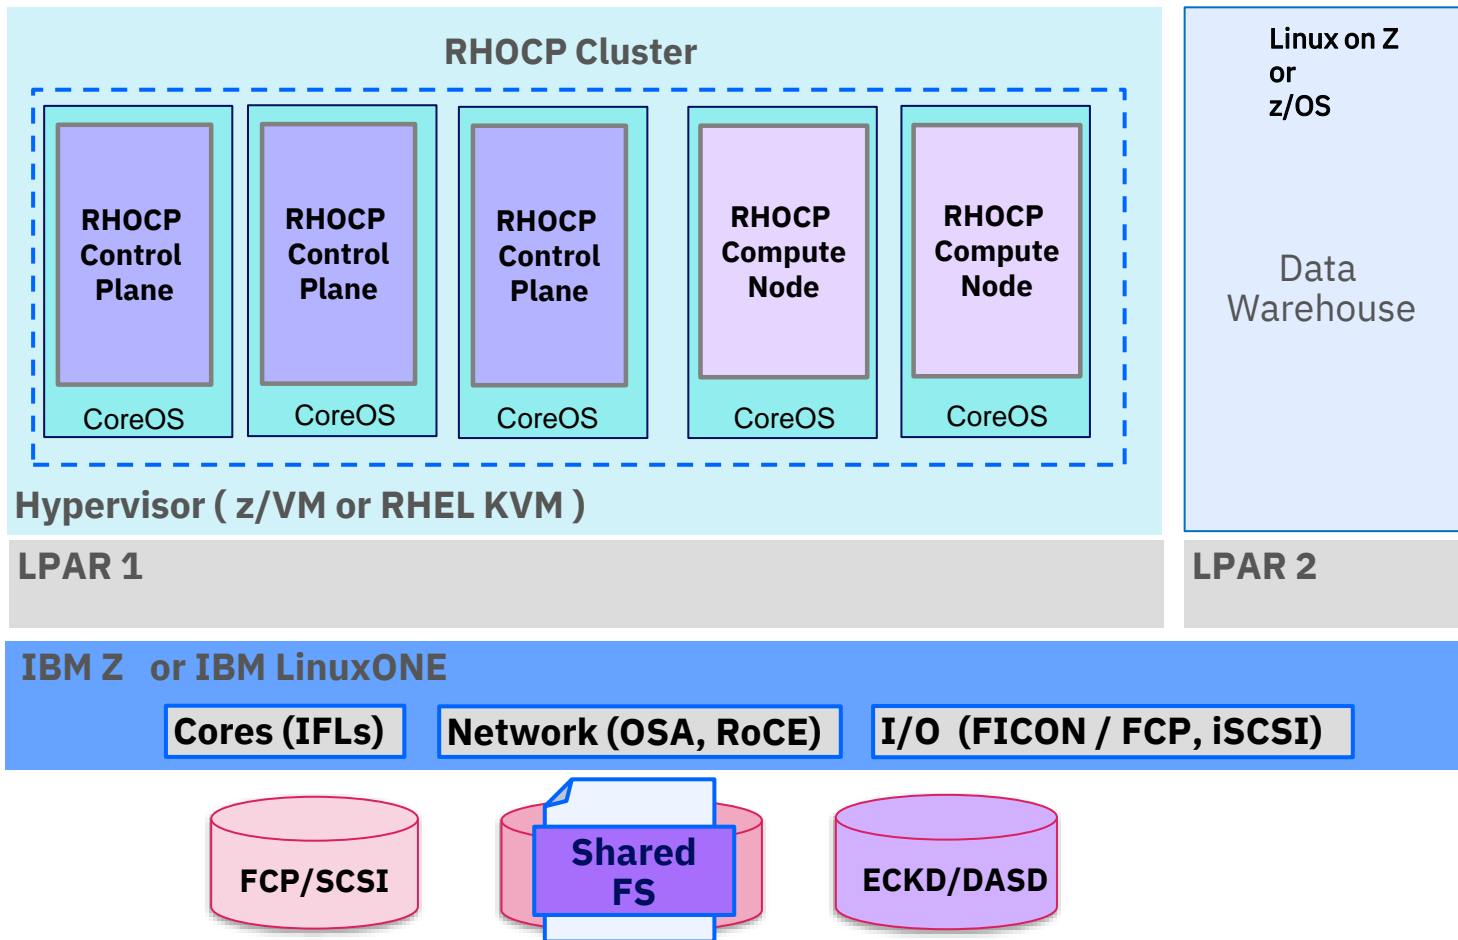 RHOCP Cluster
RHOCP
Control
Plane
CoreOS
RHOCP
Control
Plane
CoreOS
RHOCP
Control
Plane
CoreOS
RHOCP
Compute
Node
CoreOS
RHOCP
Compute
Node
CoreOS
Hypervisor ( z/VM or RHEL KVM )
LPAR 1
Linux on Z
or
z/OS
Data
Warehouse
LPAR 2
IBM Z or IBM LinuxONE
Cores (IFLs)
Network (OSA, RoCE)
I/O (FICON / FCP, iSCSI)
FCP/SCSI
Shared
FS
ECKD/DASD